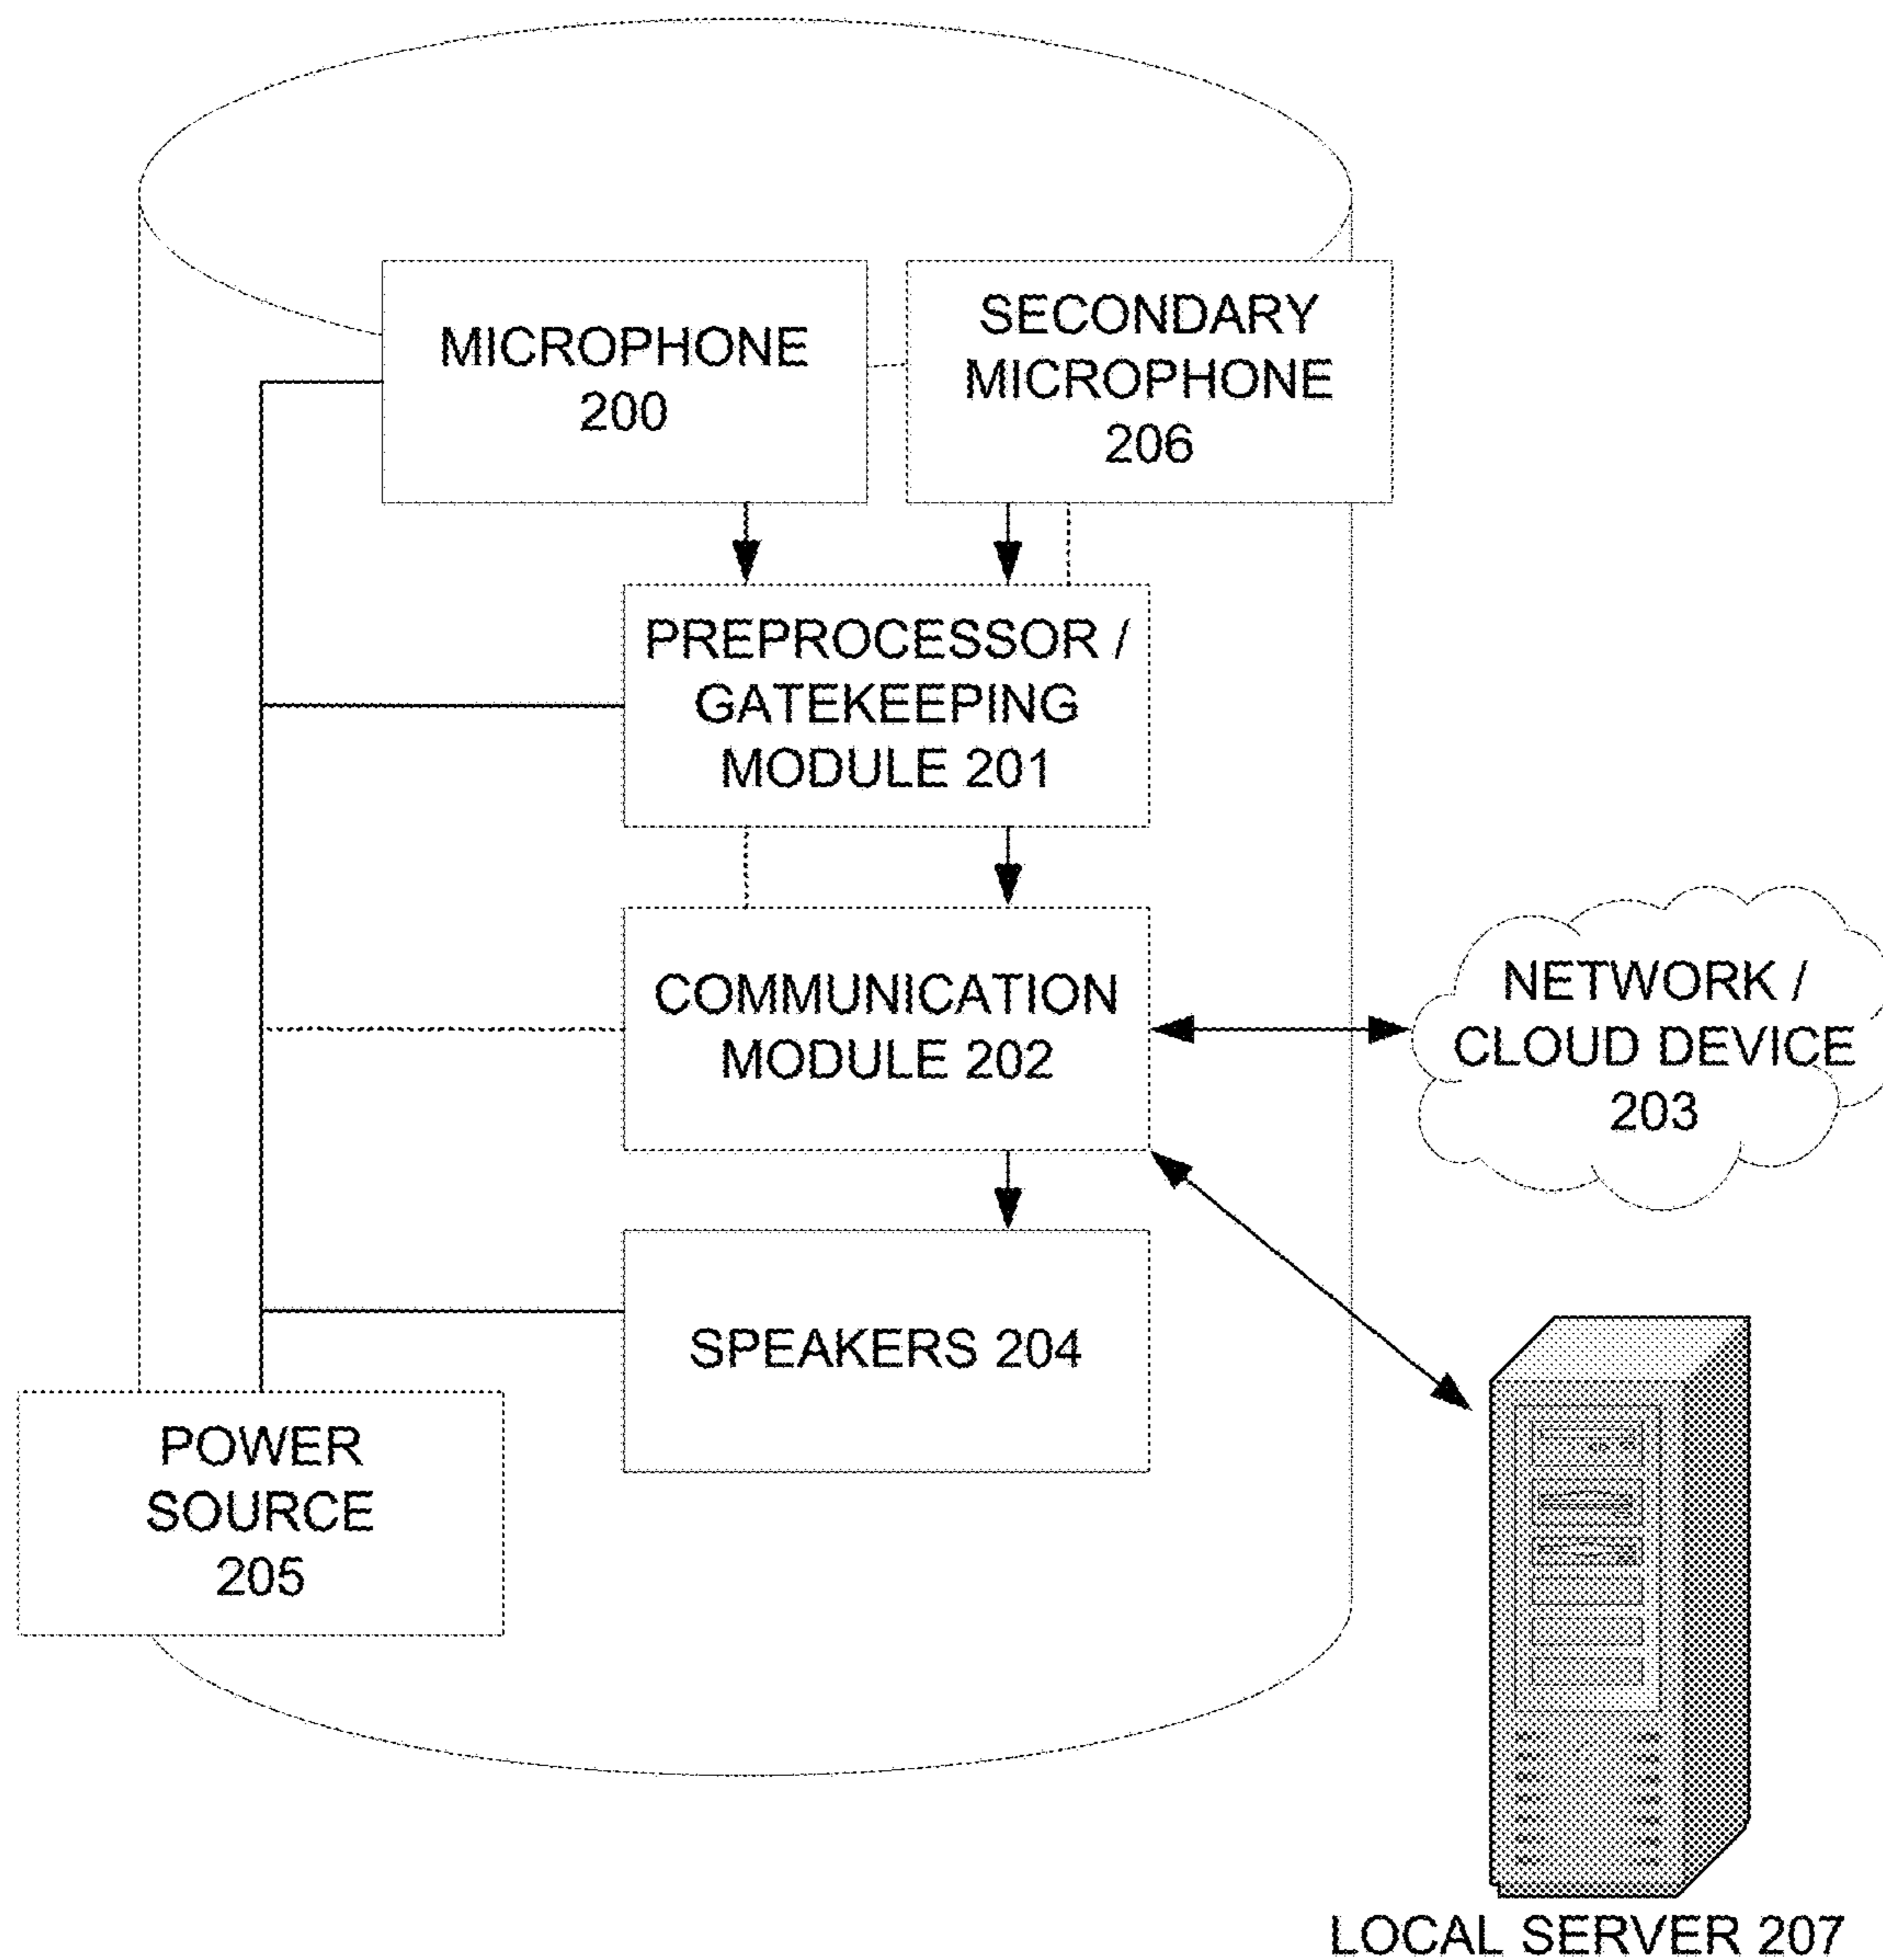 MICROPHONE
200
SECONDARY
MICROPHONE
206
PREPROCESSOR /
GATEKEEPING
MODULE 201
COMMUNICATION
MODULE 202
NETWORK /
CLOUD DEVICE
203
SPEAKERS 204
POWER
SOURCE
205
LOCAL SERVER 207